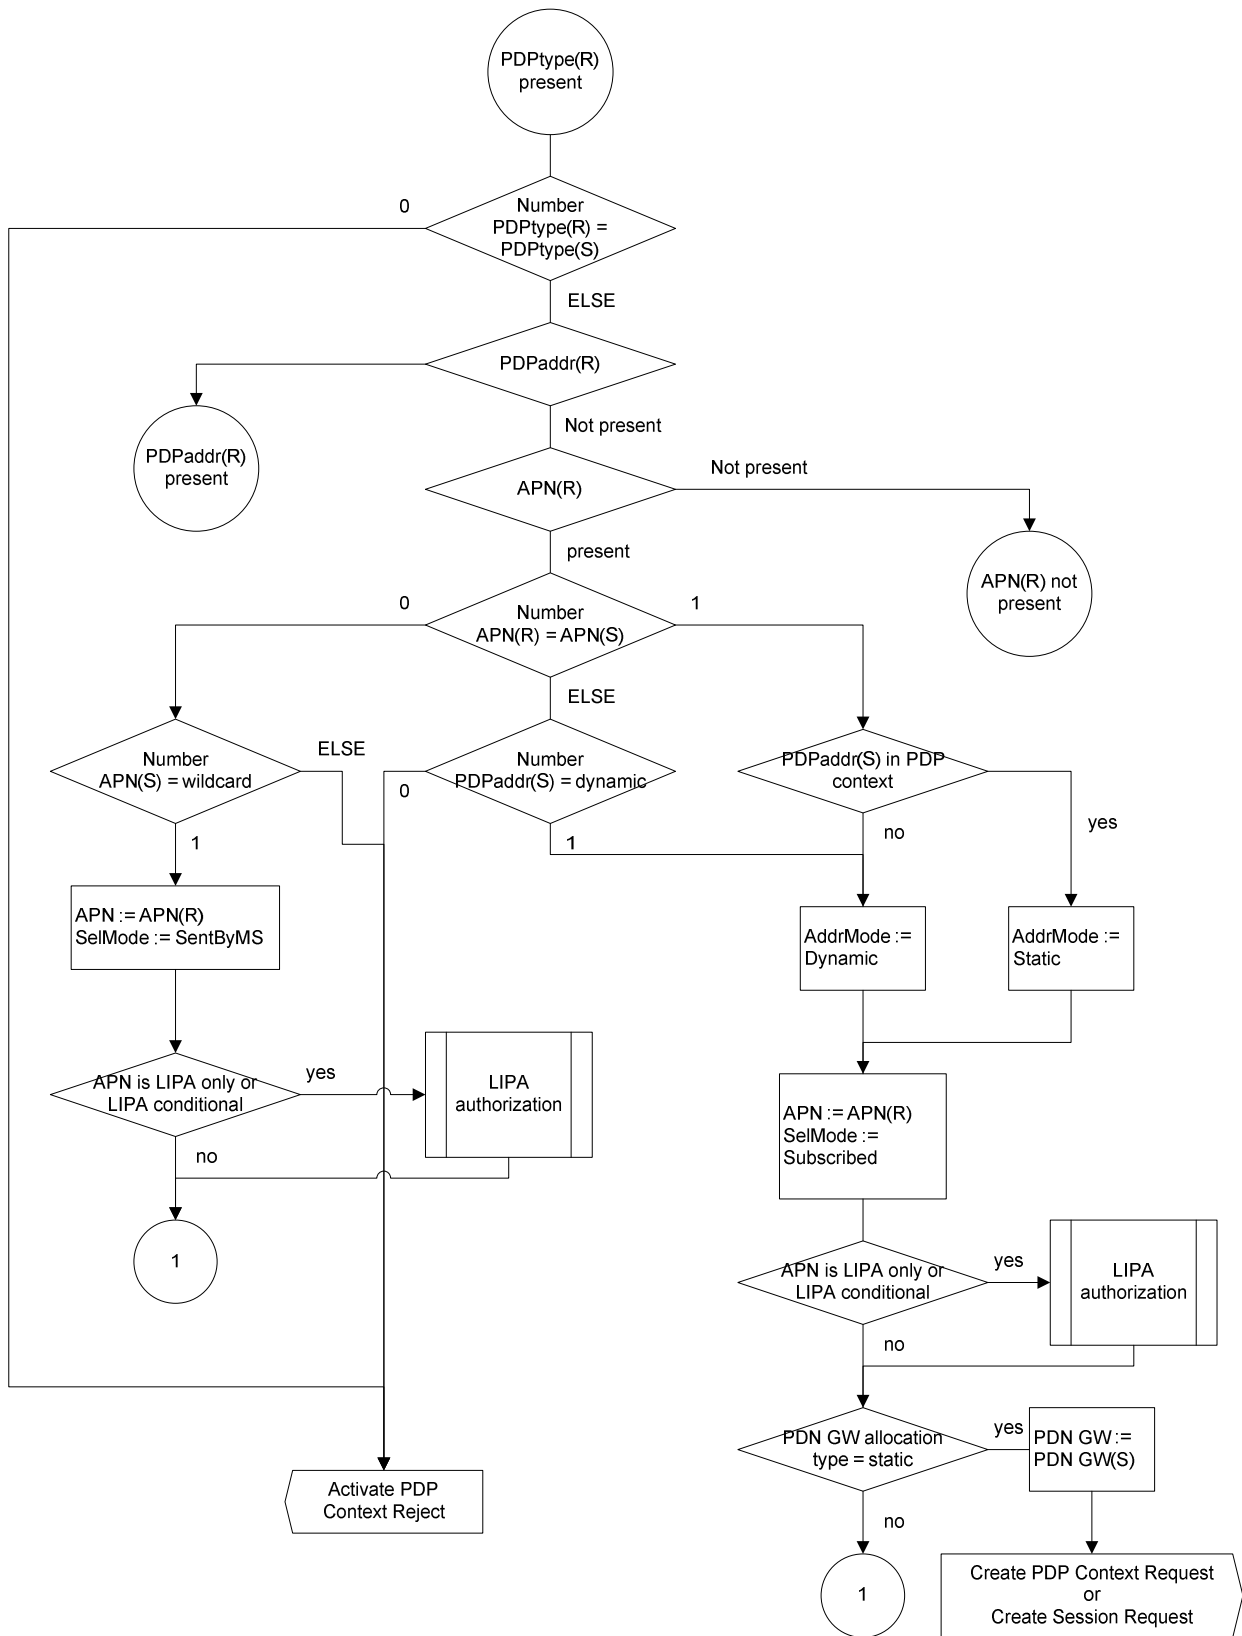 PDPtype(R)
present
0
Number
PDPtype(R) =
PDPtype(S)
ELSE
PDPaddr(R)
Not present
PDPaddr(R)
present
Not present
APN(R)
present
APN(R) not
present
0
Number
APN(R) = APN(S)
1
ELSE
Number
APN(S) = wildcard
ELSE
Number
PDPaddr(S) = dynamic
0
PDPaddr(S) in PDP
context
1
1
no
yes
APN := APN(R)
SelMode := SentByMS
AddrMode :=
Dynamic
AddrMode :=
Static
APN is LIPA only or
LIPA conditional
yes
LIPA
authorization
no
APN := APN(R)
SelMode :=
Subscribed
1
APN is LIPA only or
LIPA conditional
yes
LIPA
authorization
no
PDN GW allocation
type = static
yes
PDN GW :=
PDN GW(S)
Activate PDP
Context Reject
no
1
Create PDP Context Request
or
Create Session Request